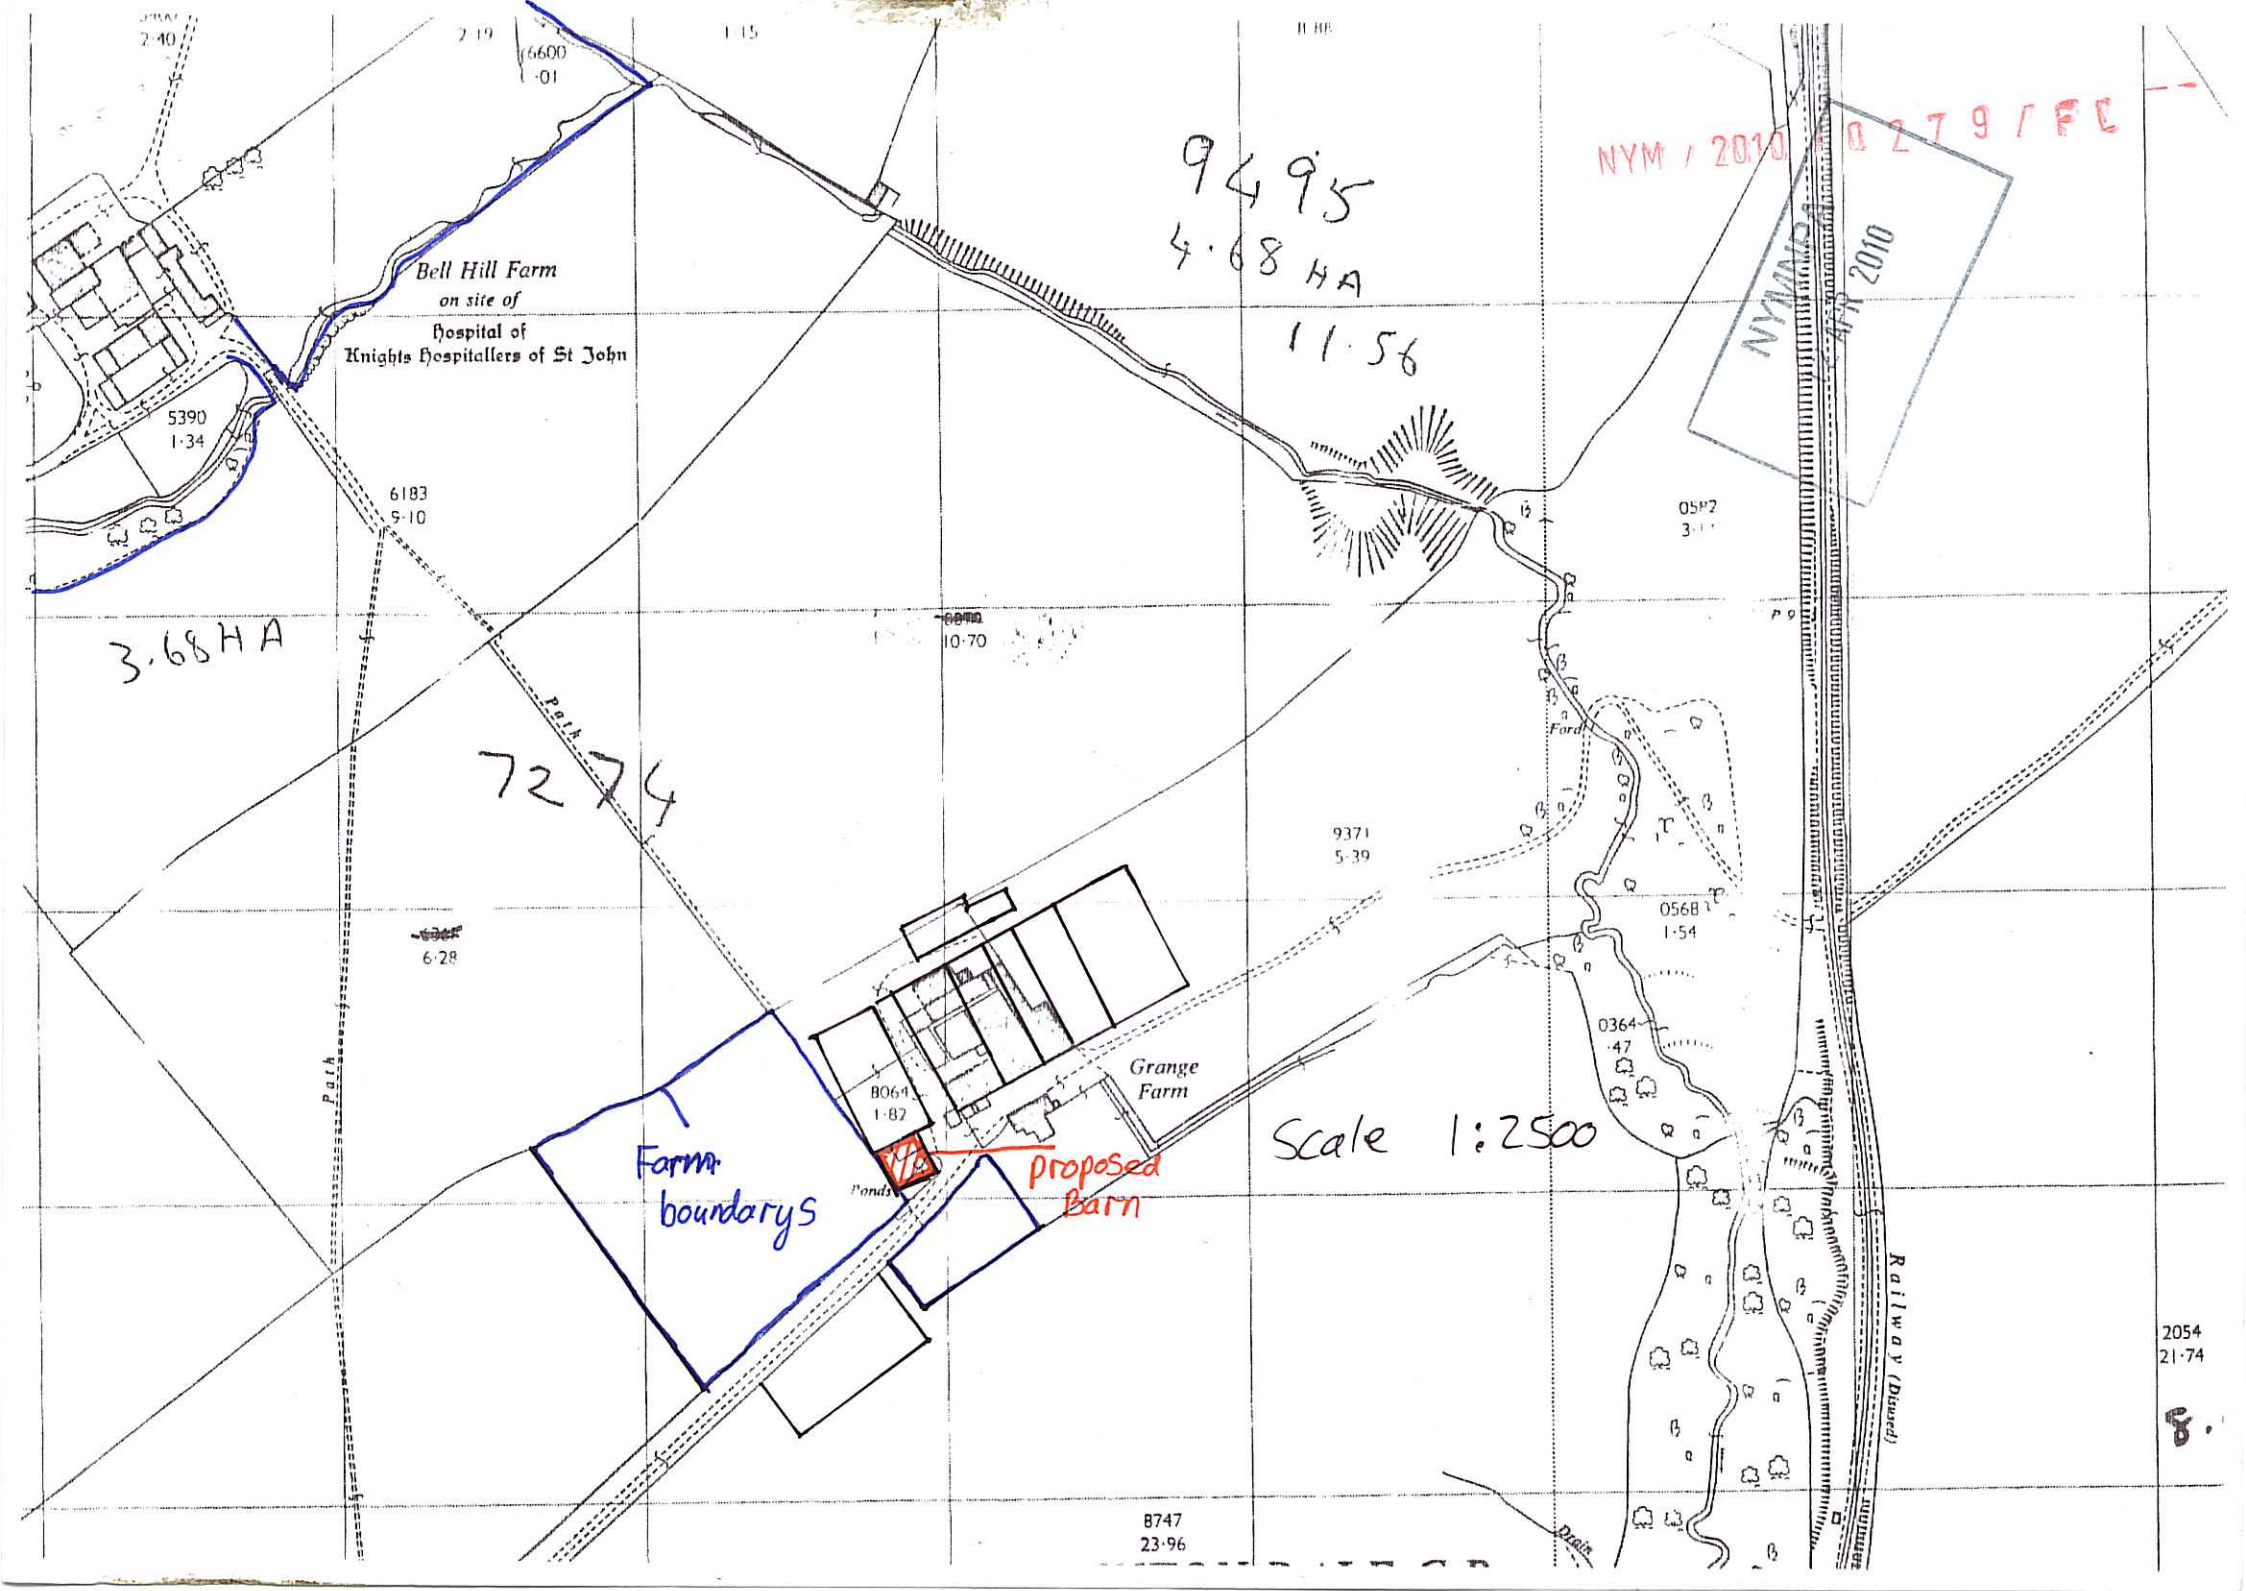 2·40
2·19
6600
·01
1·15
NYM / 2010 / 0 2 7 9 / F L
9495
4·68 HA
11.56
NYMNPA
APR 2010
Bell Hill Farm
on site of
Hospital of
Knights Hospitallers of St John
5390
1·34
6183
9·10
3.68 HA
10·70
Path
7274
Ford
9371
5·39
0568
1·54
6·28
0364
·47
Path
Grange
Farm
8064
1·82
Scale 1:2500
Farm
boundarys
Ponds
proposed
Barn
Railway (Disused)
2054
21·74
8.
8747
23·96
Drain